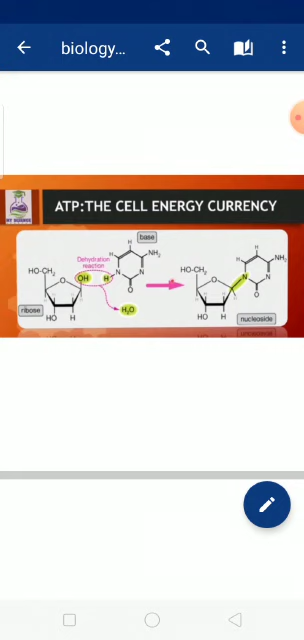 biology...
ATP:THE CELL ENERGY CURRENCY
base
H
Dehydration
reaction
HO-CH₂
OH
H
H
NH₂
N
N
O
H₂O
ribose
HO
H
HO-CH₂
H
H
NH₂
N
N
O
HO
H
nucleoside